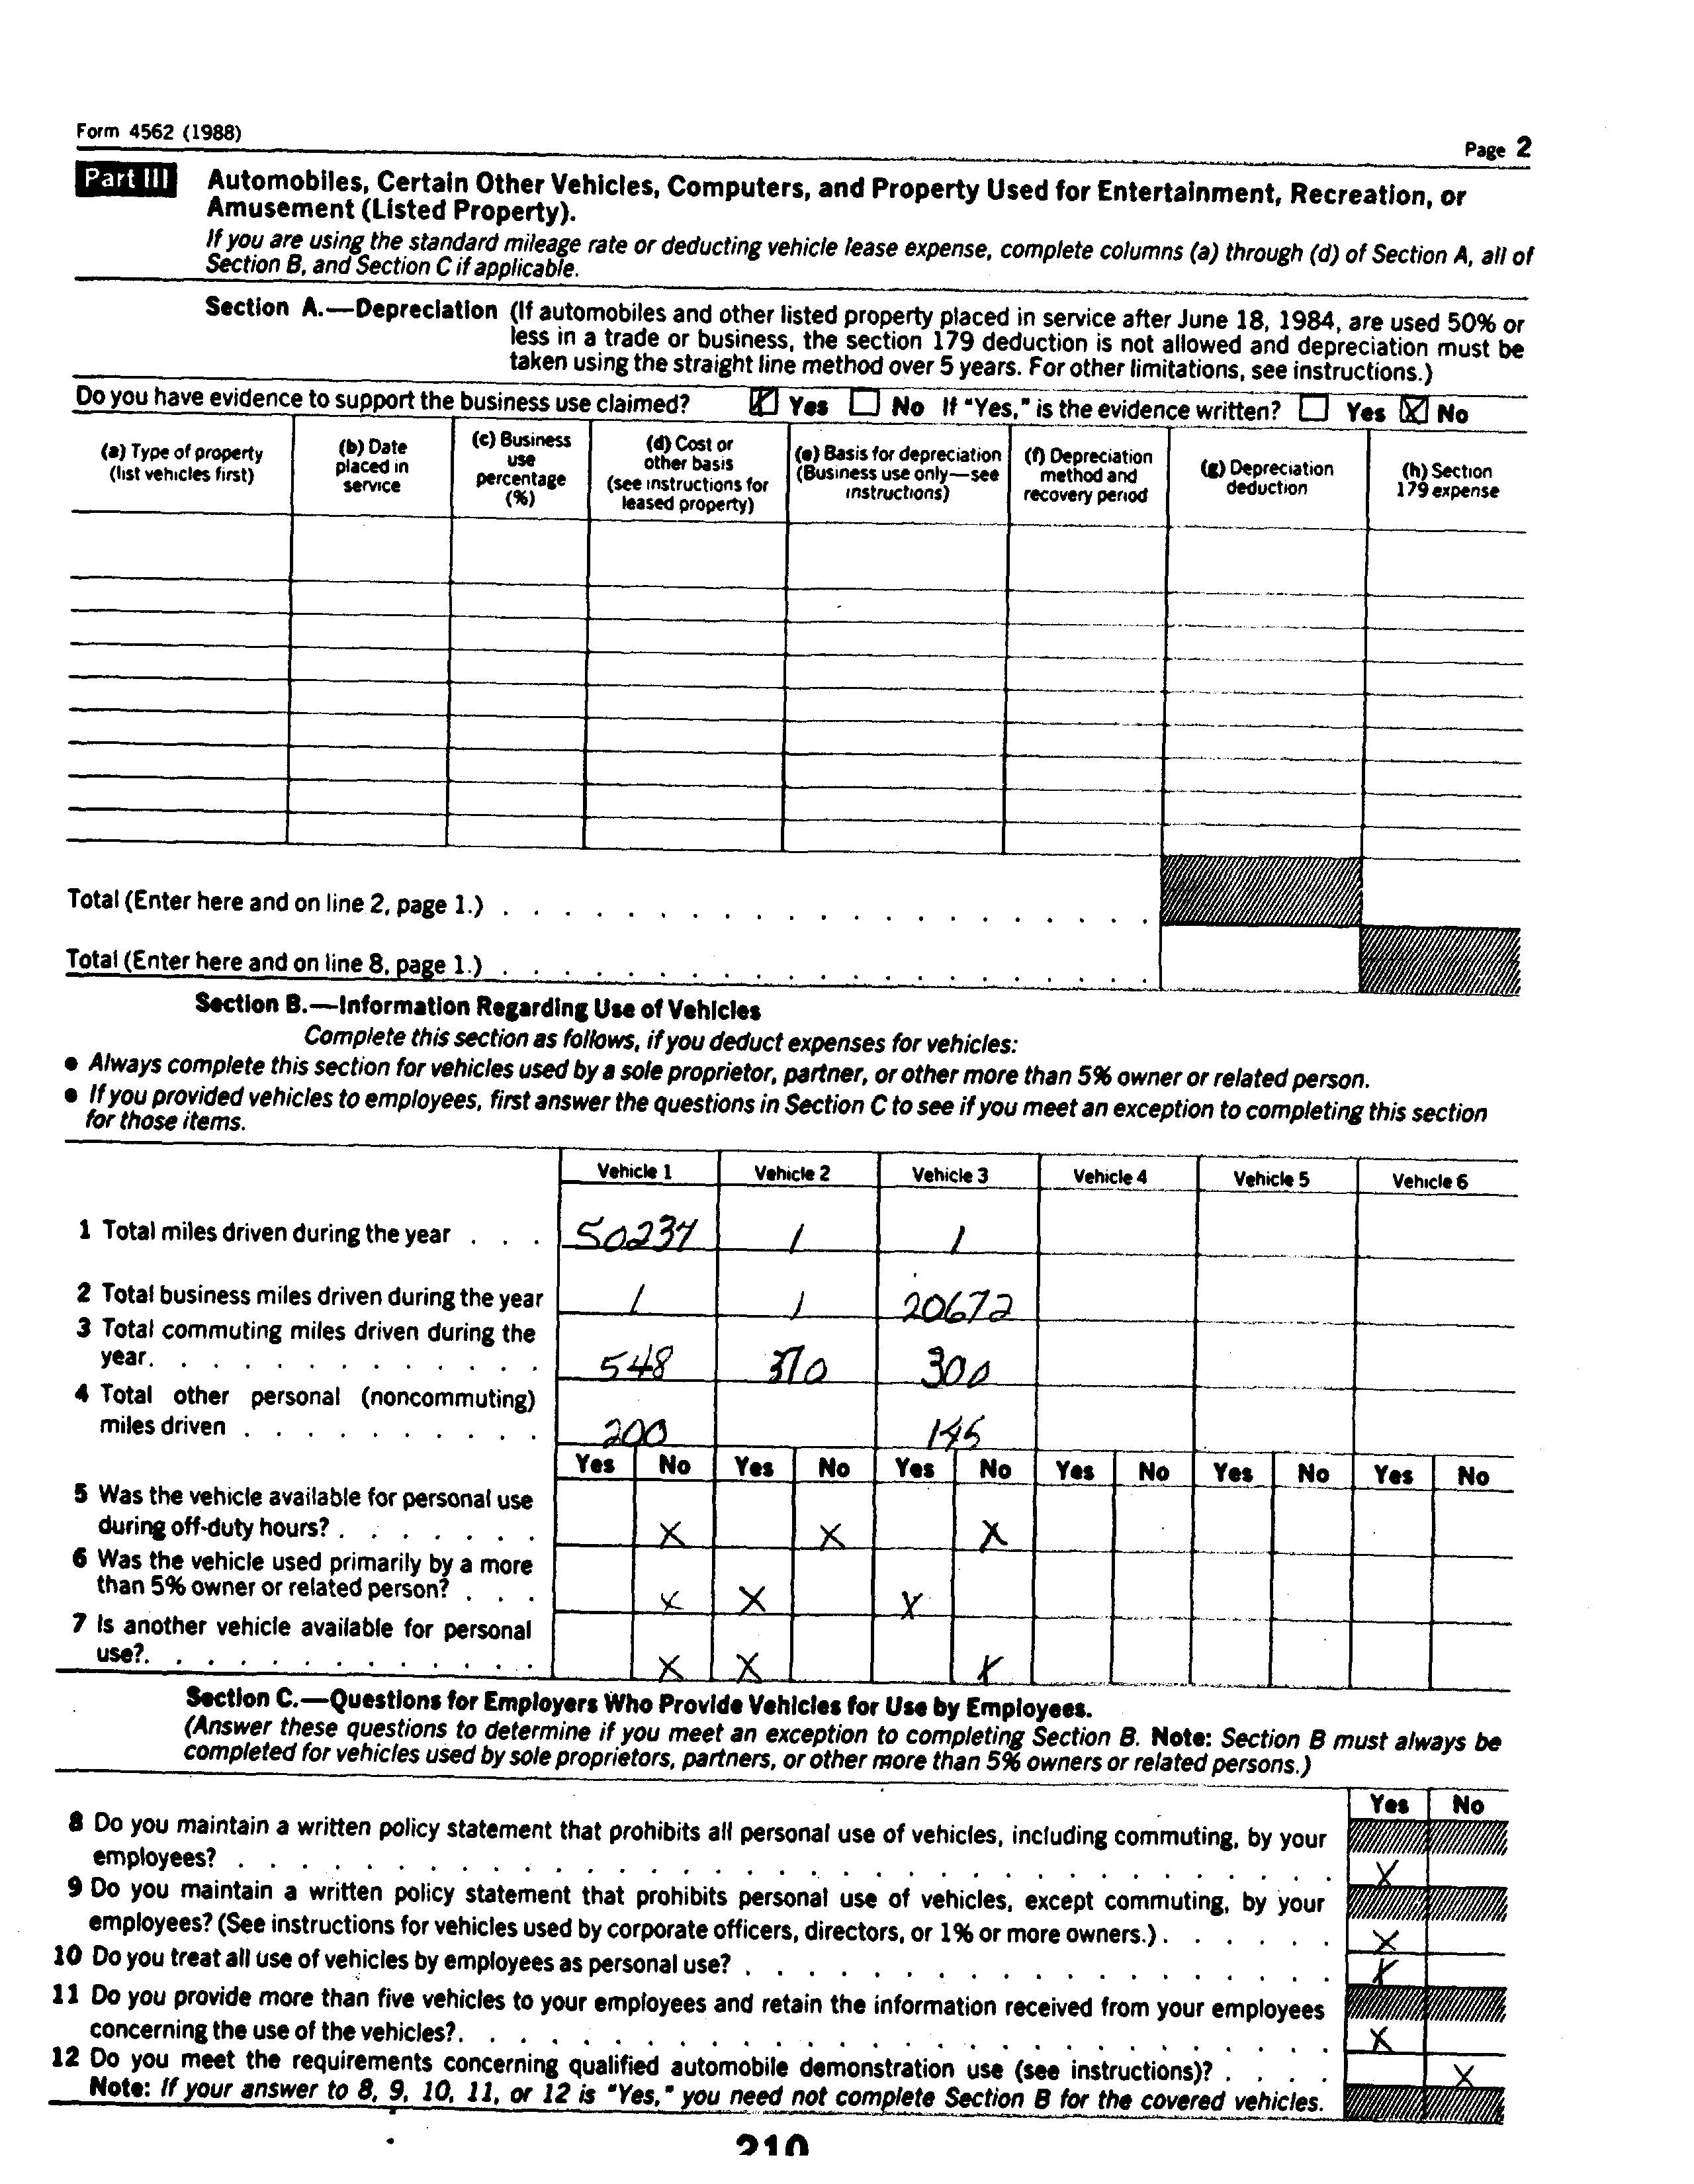 Form 4562 (1988)
Page 2
Part III Automobiles, Certain Other Vehicles, Computers, and Property Used for Entertainment, Recreation, or
Amusement (Listed Property).
If you are using the standard mileage rate or deducting vehicle lease expense, complete columns (a) through (d) of Section A, all of
Section B, and Section C if applicable.
Section A.—Depreciation (If automobiles and other listed property placed in service after June 18, 1984, are used 50% or
less in a trade or business, the section 179 deduction is not allowed and depreciation must be
taken using the straight line method over 5 years. For other limitations, see instructions.)
Do you have evidence to support the business use claimed? X Yes No If "Yes," is the evidence written? Yes X No
(a) Type of property
(list vehicles first)
(b) Date
placed in
service
(c) Business
use
percentage
(%)
(d) Cost or
other basis
(see instructions for
leased property)
(e) Basis for depreciation
(Business use only—see
instructions)
(f) Depreciation
method and
recovery period
(g) Depreciation
deduction
(h) Section
179 expense
Total (Enter here and on line 2, page 1.) . . . . . . . . . . . . . . . . . . . .
Total (Enter here and on line 8, page 1.) . . . . . . . . . . . . . . . . . . . .
Section B.—Information Regarding Use of Vehicles
Complete this section as follows, if you deduct expenses for vehicles:
● Always complete this section for vehicles used by a sole proprietor, partner, or other more than 5% owner or related person.
● If you provided vehicles to employees, first answer the questions in Section C to see if you meet an exception to completing this section
for those items.
Vehicle 1 Vehicle 2 Vehicle 3 Vehicle 4 Vehicle 5 Vehicle 6
1 Total miles driven during the year . . . 50237 1 1
2 Total business miles driven during the year 1 1 20672
3 Total commuting miles driven during the
year. . . . . . . . . . . . . 548 370 300
4 Total other personal (noncommuting)
miles driven . . . . . . . . . . 200 145
Yes No Yes No Yes No Yes No Yes No Yes No
5 Was the vehicle available for personal use
during off-duty hours? . . . . . . . X X X
6 Was the vehicle used primarily by a more
than 5% owner or related person? . . . X X X
7 Is another vehicle available for personal
use?. . . . . . . . . . . . . X X X
Section C.—Questions for Employers Who Provide Vehicles for Use by Employees.
(Answer these questions to determine if you meet an exception to completing Section B. Note: Section B must always be
completed for vehicles used by sole proprietors, partners, or other more than 5% owners or related persons.)
Yes No
8 Do you maintain a written policy statement that prohibits all personal use of vehicles, including commuting, by your
employees? . . . . . . . . . . . . . . . . . . . . X
9 Do you maintain a written policy statement that prohibits personal use of vehicles, except commuting, by your
employees? (See instructions for vehicles used by corporate officers, directors, or 1% or more owners.) . . . . . . X
10 Do you treat all use of vehicles by employees as personal use? . . . . . . . . . . . . . . . . . . . X
11 Do you provide more than five vehicles to your employees and retain the information received from your employees
concerning the use of the vehicles?. . . . . . . . . . . . . . . . . . . . X
12 Do you meet the requirements concerning qualified automobile demonstration use (see instructions)? . . . . X
Note: If your answer to 8, 9, 10, 11, or 12 is "Yes," you need not complete Section B for the covered vehicles.
210